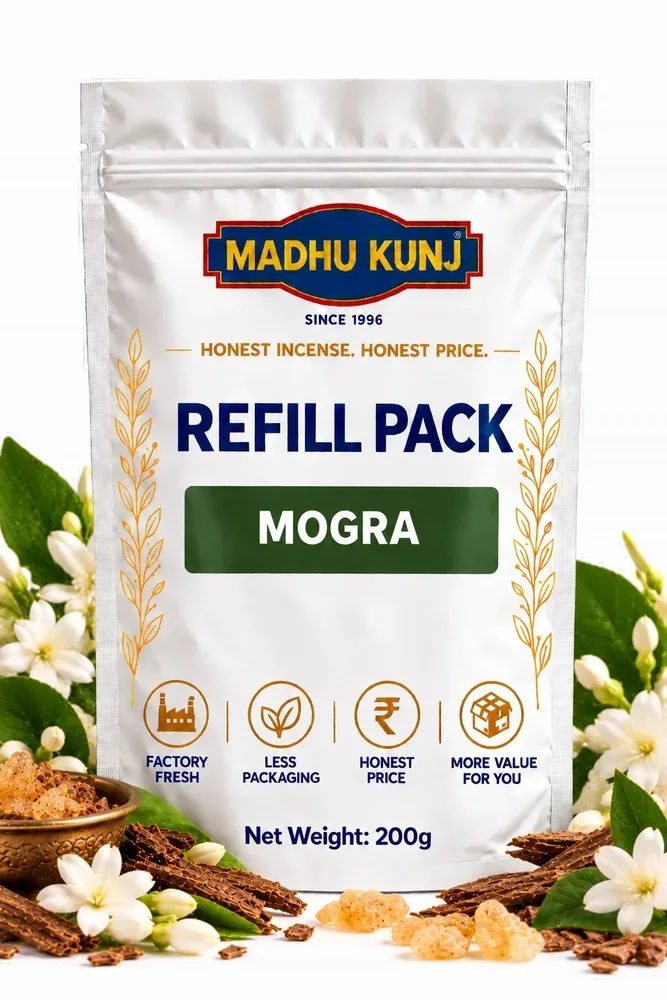 MADHU KUNJ®
SINCE 1996
HONEST INCENSE. HONEST PRICE.
REFILL PACK
MOGRA
FACTORY
FRESH
LESS
PACKAGING
₹
HONEST
PRICE
MORE VALUE
FOR YOU
Net Weight: 200g